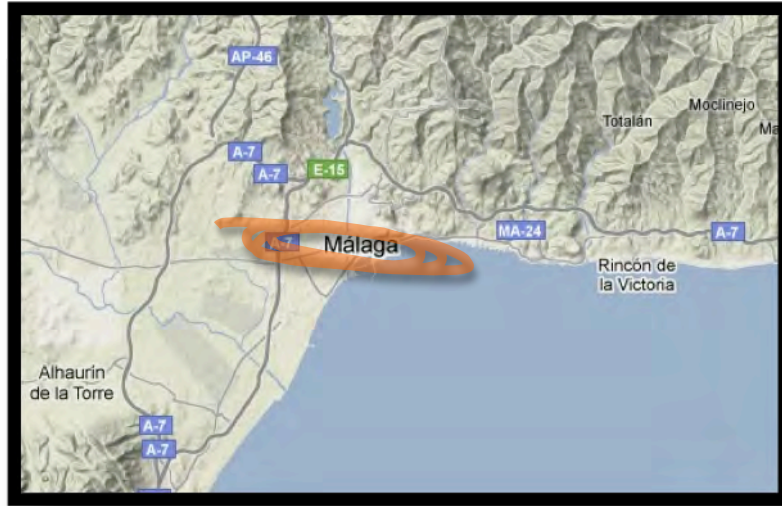 AP-46
Moclinejo
Totalán
Ma
A-7
A-7
E-15
MA-24
A-7
A-7
Málaga
Rincón de
la Victoria
Alhaurín
de la Torre
A-7
A-7